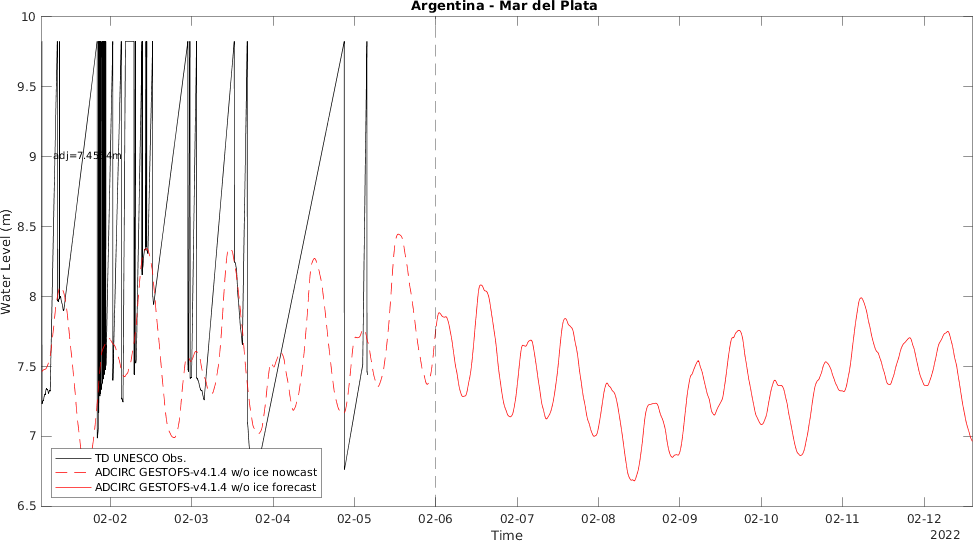 Argentina - Mar del Plata
10
9.5
9
8.5
8
7.5
7
6.5
Water Level (m)
TD UNESCO Obs.
ADCIRC GESTOFS-v4.1.4 w/o ice nowcast
ADCIRC GESTOFS-v4.1.4 w/o ice forecast
02-02 02-03 02-04 02-05 02-06 02-07 02-08 02-09 02-10 02-11 02-12
Time
2022